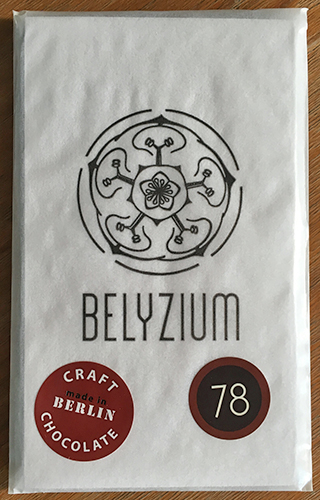 BELYZIUM
CRAFT
made in
BERLIN
CHOCOLATE
78